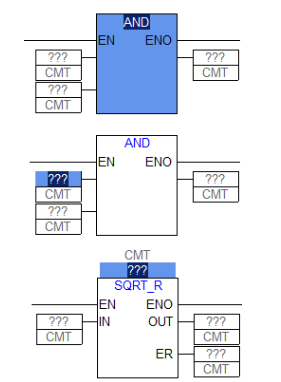 AND
EN ENO
??? ???
CMT CMT
???
CMT
AND
EN ENO
??? ???
CMT CMT
???
CMT
CMT
???
SQRT_R
EN ENO
??? IN OUT ???
CMT CMT
ER ???
CMT